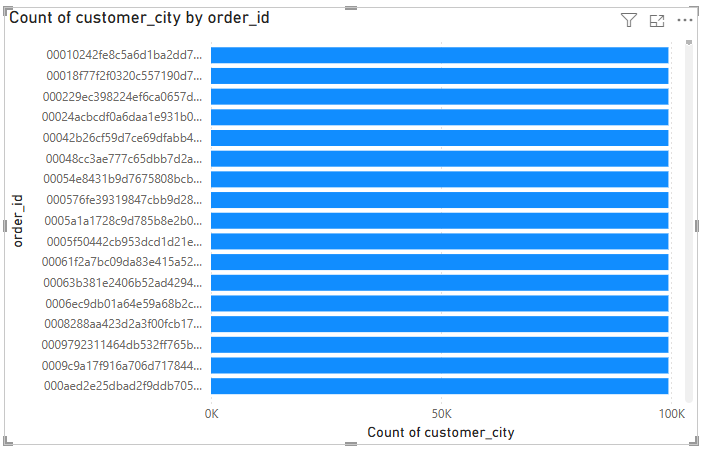 Count of customer_city by order_id
00010242fe8c5a6d1ba2dd7...
00018f77f2f0320c557190d7...
000229ec398224ef6ca0657d...
00024acbcdf0a6daa1e931b0...
00042b26cf59d7ce69dfabb4...
00048cc3ae777c65dbb7d2a...
00054e8431b9d7675808bcb...
000576fe39319847cbb9d28...
0005a1a1728c9d785b8e2b0...
0005f50442cb953dcd1d21e...
00061f2a7bc09da83e415a52...
00063b381e2406b52ad4294...
0006ec9db01a64e59a68b2c...
0008288aa423d2a3f00fcb17...
0009792311464db532ff765b...
0009c9a17f916a706d717844...
000aed2e25dbad2f9ddb705...
order_id
0K 50K 100K
Count of customer_city